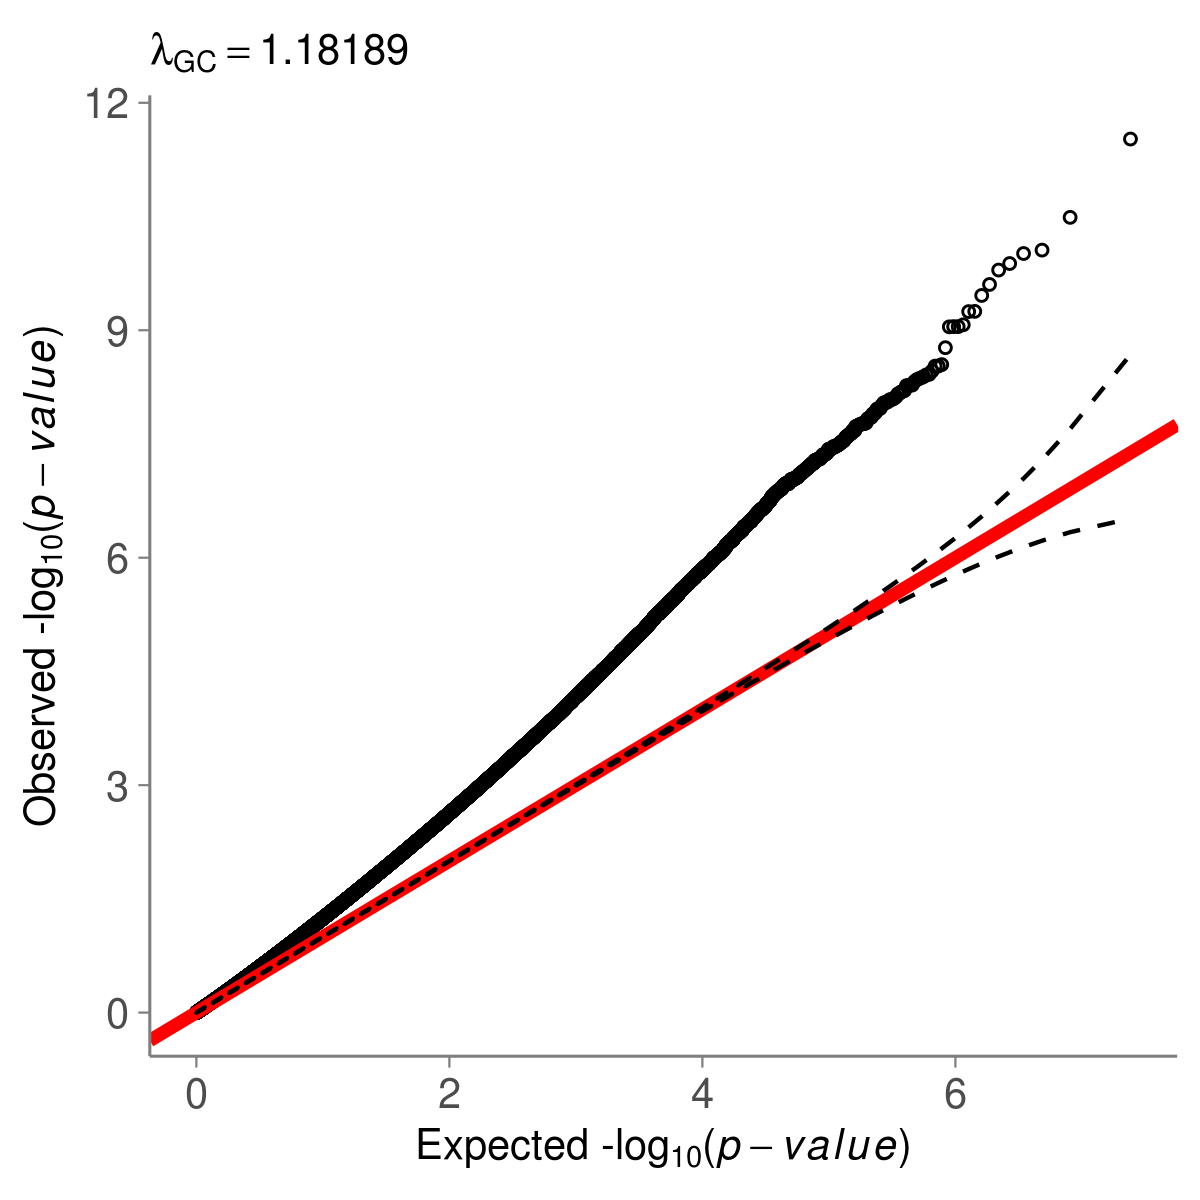 λGC = 1.18189
12
9
6
3
0
Observed -log10(p − value)
0 2 4 6
Expected -log10(p − value)